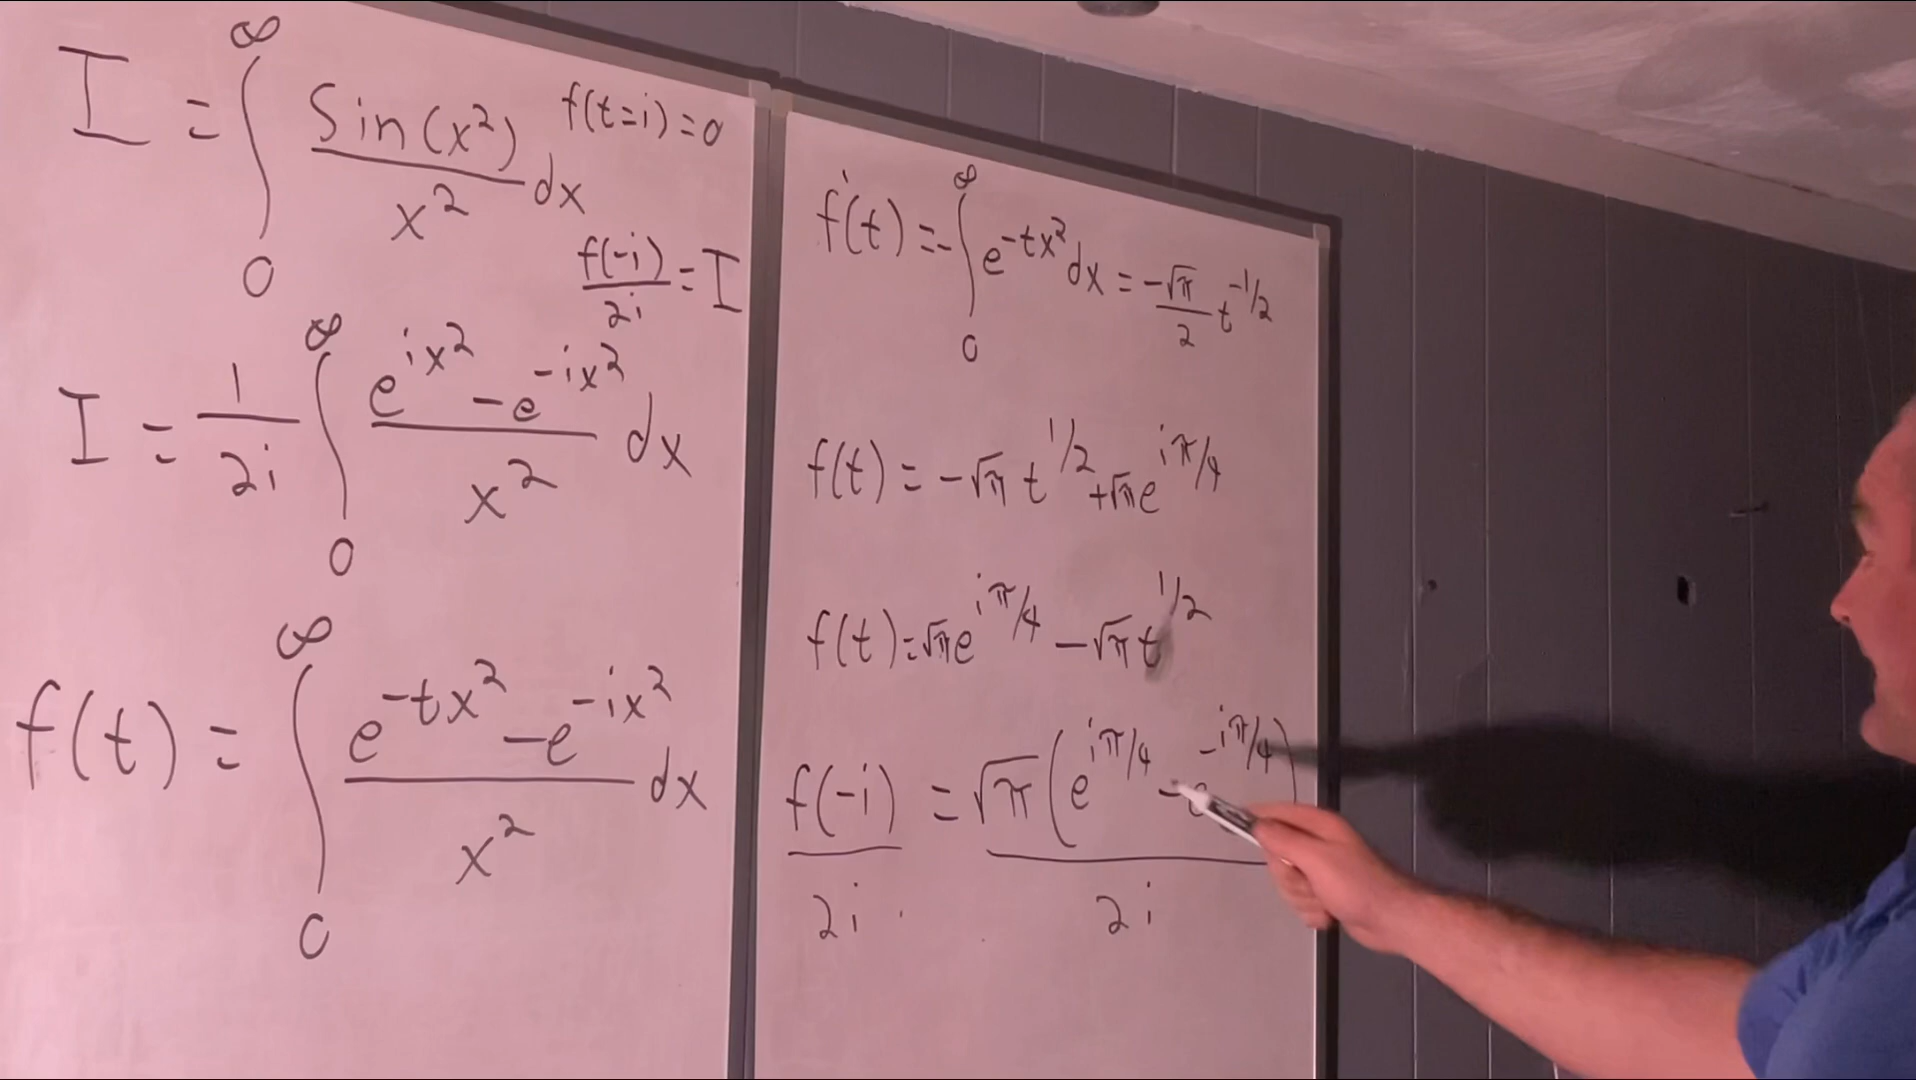 I = ∫₀^∞ Sin(x²)/x² dx
f(t=i)=0
f(-i)/2i = I
I = 1/2i ∫₀^∞ (e^(ix²) - e^(-ix²))/x² dx
f(t) = ∫₀^∞ (e^(-tx²) - e^(-ix²))/x² dx
f'(t) = -∫₀^∞ e^(-tx²) dx = -√π/2 t^(-1/2)
f(t) = -√π t^(1/2) + √π e^(iπ/4)
f(t) = √π e^(iπ/4) - √π t^(1/2)
f(-i)/2i = √π(e^(iπ/4) - e^(-iπ/4))/2i